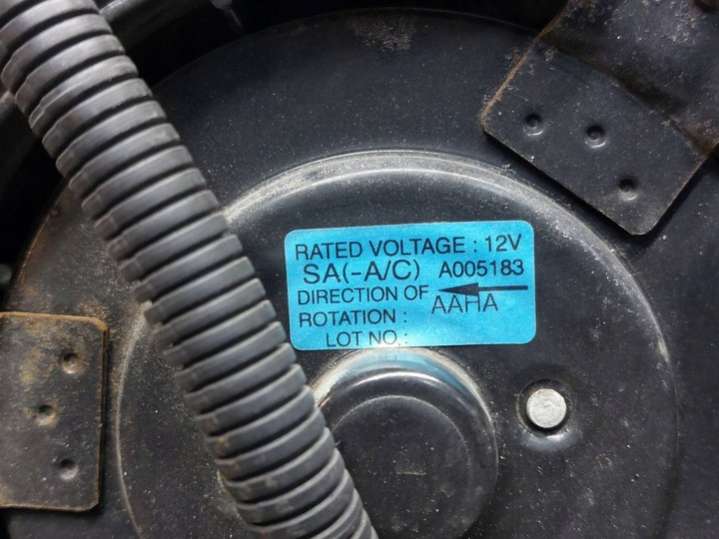 RATED VOLTAGE : 12V
SA(-A/C) A005183
DIRECTION OF
ROTATION : AAHA
LOT NO. :